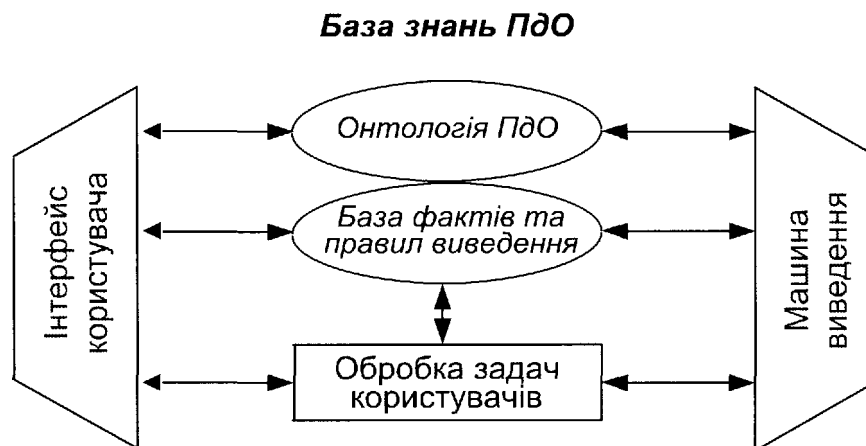 База знань ПдО
Онтологія ПдО
База фактів та
правил виведення
Обробка задач
користувачів
Інтерфейс
користувача
Машина
виведення